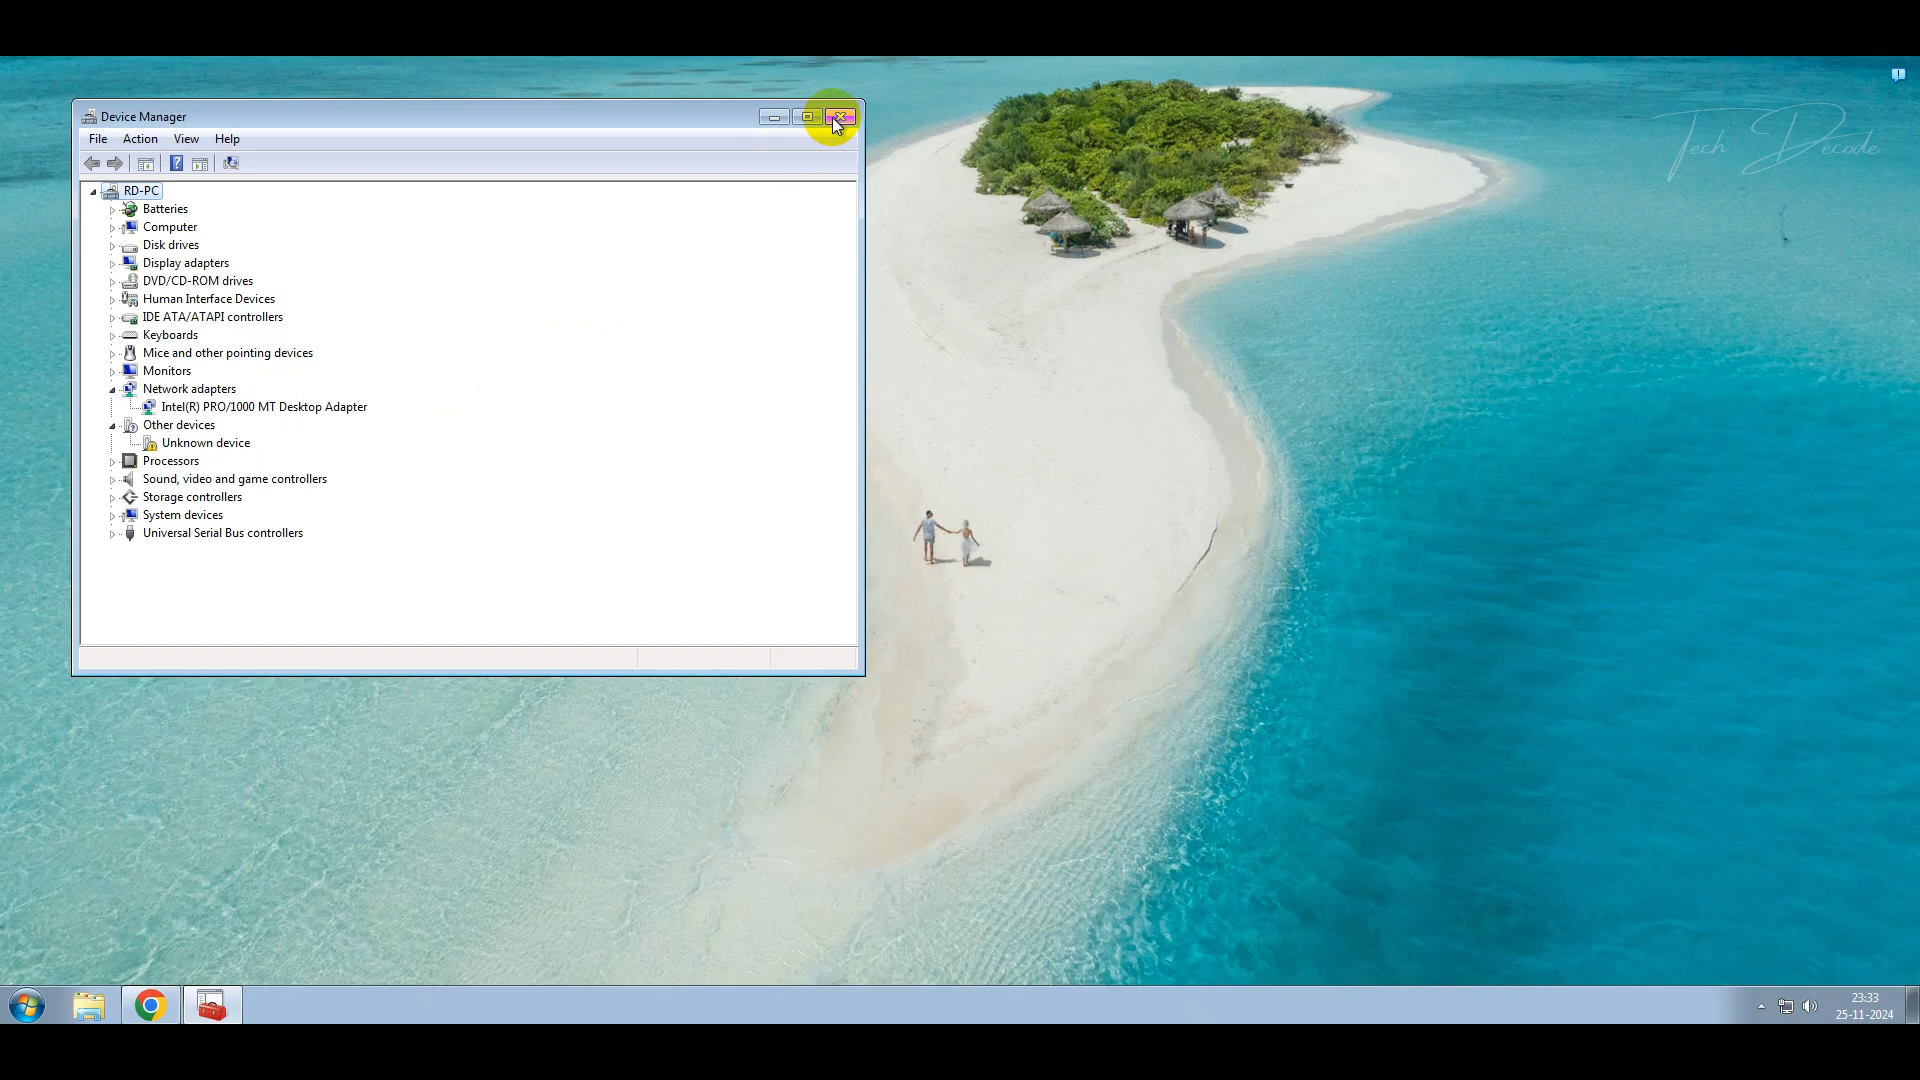 Device Manager
File Action View Help
RD-PC
Batteries
Computer
Disk drives
Display adapters
DVD/CD-ROM drives
Human Interface Devices
IDE ATA/ATAPI controllers
Keyboards
Mice and other pointing devices
Monitors
Network adapters
Intel(R) PRO/1000 MT Desktop Adapter
Other devices
Unknown device
Processors
Sound, video and game controllers
Storage controllers
System devices
Universal Serial Bus controllers
Tech Decode
23:33
25-11-2024